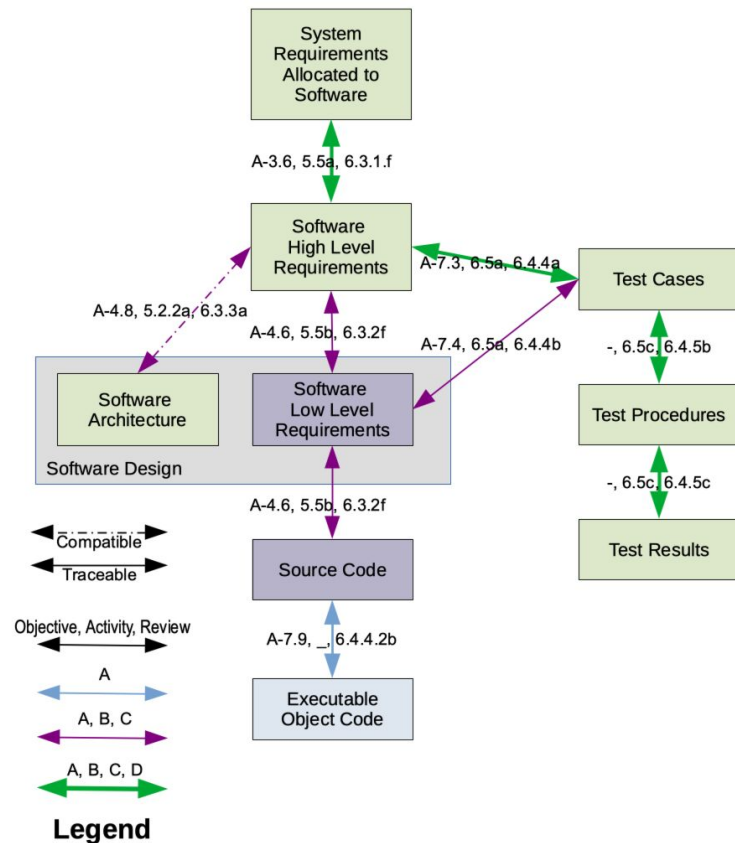 System
Requirements
Allocated to
Software
A-3.6, 5.5a, 6.3.1.f
Software
High Level
Requirements
A-7.3, 6.5a, 6.4.4a
Test Cases
A-4.8, 5.2.2a, 6.3.3a
A-4.6, 5.5b, 6.3.2f
A-7.4, 6.5a, 6.4.4b
-, 6.5c, 6.4.5b
Software
Architecture
Software
Low Level
Requirements
Test Procedures
Software Design
-, 6.5c, 6.4.5c
A-4.6, 5.5b, 6.3.2f
Test Results
Compatible
Traceable
Source Code
Objective, Activity, Review
A-7.9, _, 6.4.4.2b
A
Executable
Object Code
A, B, C
A, B, C, D
Legend